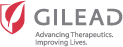 GILEAD
Advancing Therapeutics.
Improving Lives.